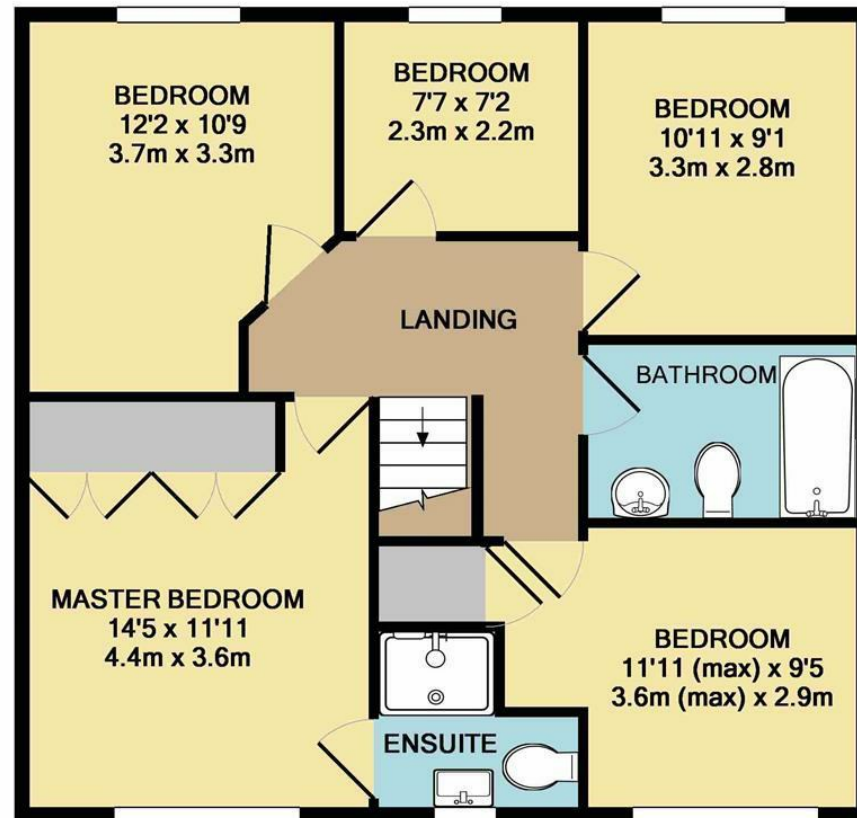 BEDROOM
12'2 x 10'9
3.7m x 3.3m
BEDROOM
7'7 x 7'2
2.3m x 2.2m
BEDROOM
10'11 x 9'1
3.3m x 2.8m
LANDING
BATHROOM
MASTER BEDROOM
14'5 x 11'11
4.4m x 3.6m
BEDROOM
11'11 (max) x 9'5
3.6m (max) x 2.9m
ENSUITE